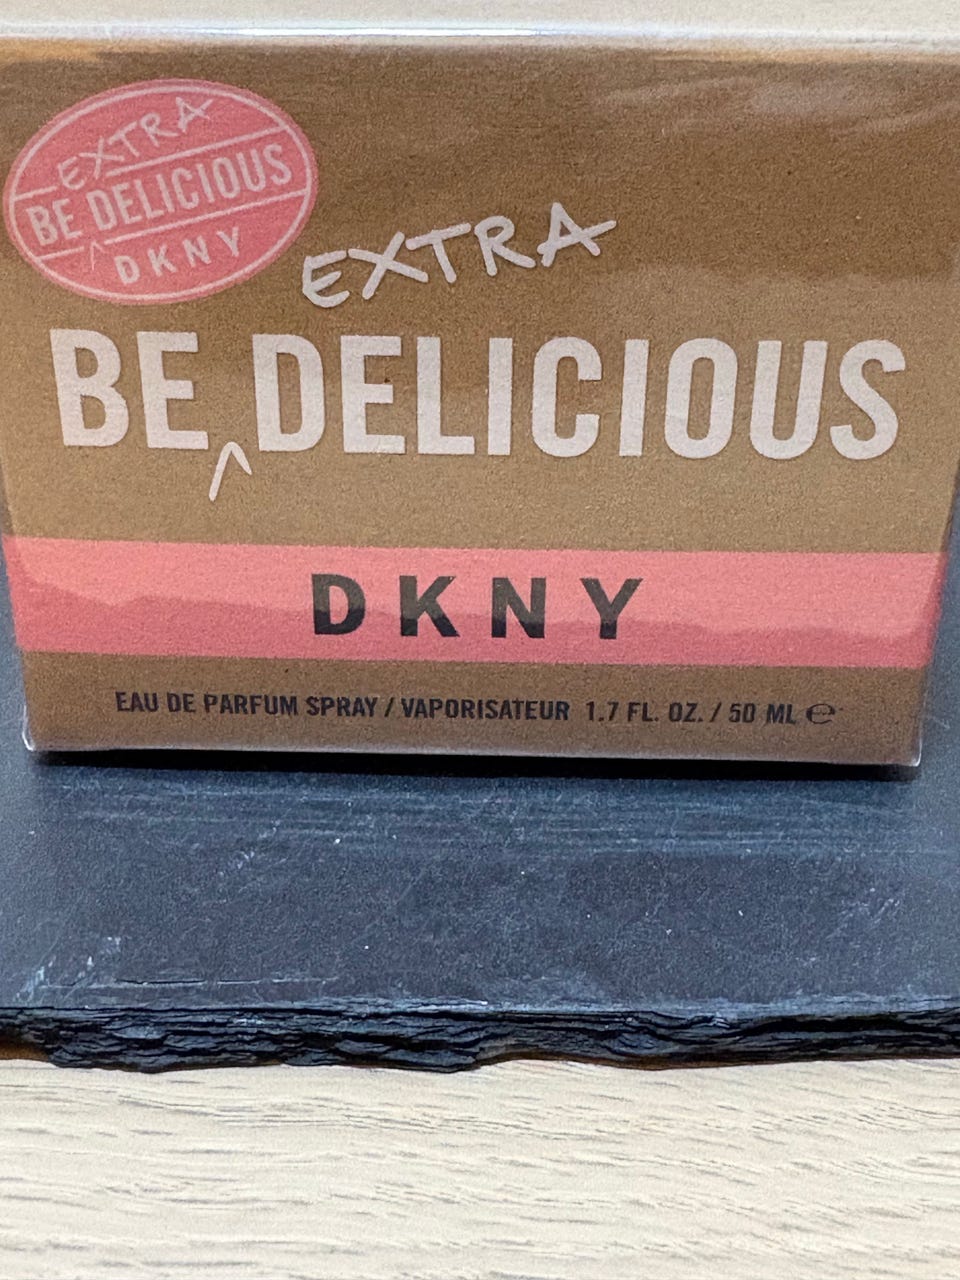 EXTRA
BE DELICIOUS
DKNY
EXTRA
BE DELICIOUS
DKNY
EAU DE PARFUM SPRAY / VAPORISATEUR 1.7 FL. OZ. / 50 ML ℮